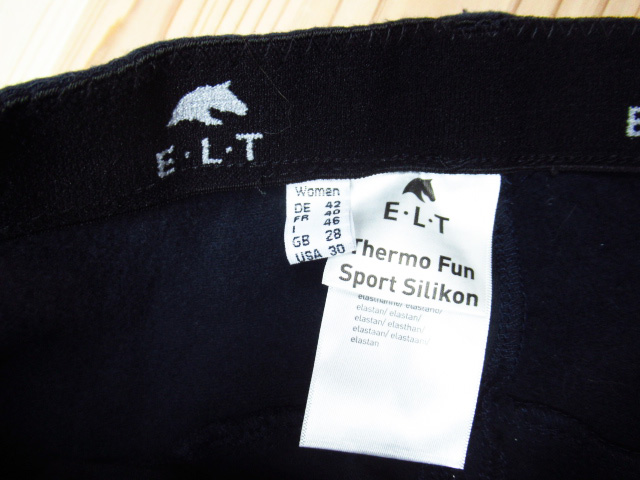 E·L·T
E
Women
DE 42
FR 40
I 46
GB 28
USA 30
E·L·T
Thermo Fun
Sport Silikon
elastan/ elastan/
elastan/ elasthan/
elastaan/ elastaan/
elastan